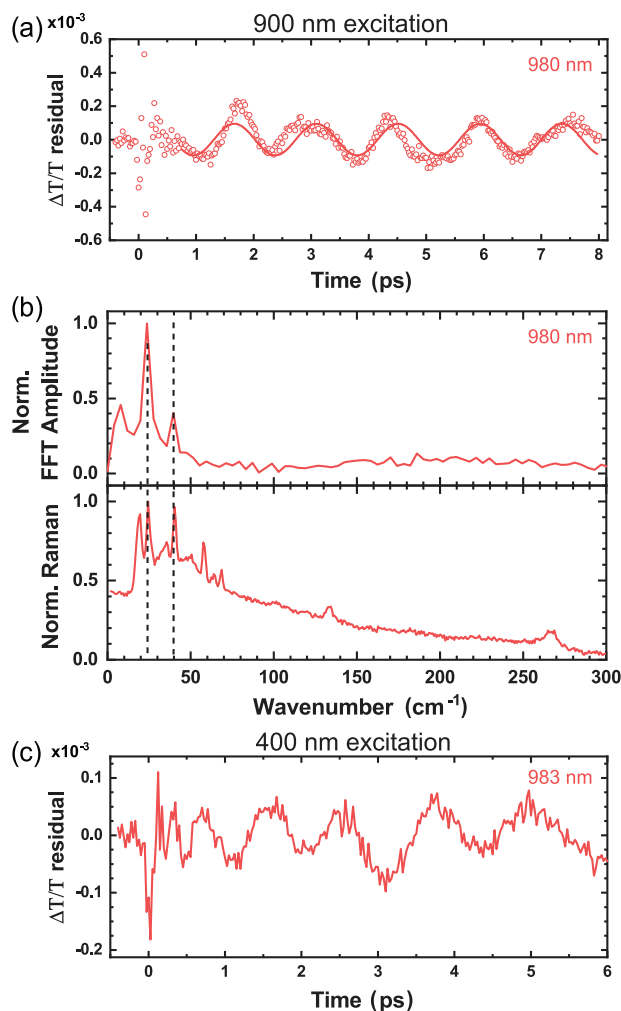 (a)
×10⁻³
900 nm excitation
980 nm
0.6
0.4
0.2
0.0
-0.2
-0.4
-0.6
ΔT/T residual
0 1 2 3 4 5 6 7 8
Time (ps)
(b)
980 nm
1.0
0.5
0.0
Norm.
FFT Amplitude
1.0
0.5
0.0
Norm. Raman
0 50 100 150 200 250 300
Wavenumber (cm⁻¹)
(c)
×10⁻³
400 nm excitation
983 nm
0.1
0.0
-0.1
-0.2
ΔT/T residual
0 1 2 3 4 5 6
Time (ps)